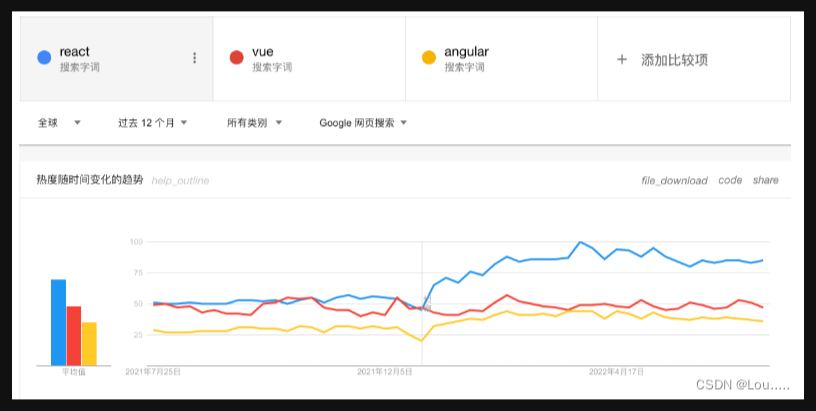 react
搜索字词
vue
搜索字词
angular
搜索字词
+ 添加比较项
全球
过去 12 个月
所有类别
Google 网页搜索
热度随时间变化的趋势 help_outline
file_download code share
100
75
50
25
平均值
2021年7月25日
2021年12月5日
2022年4月17日
CSDN @Lou.....